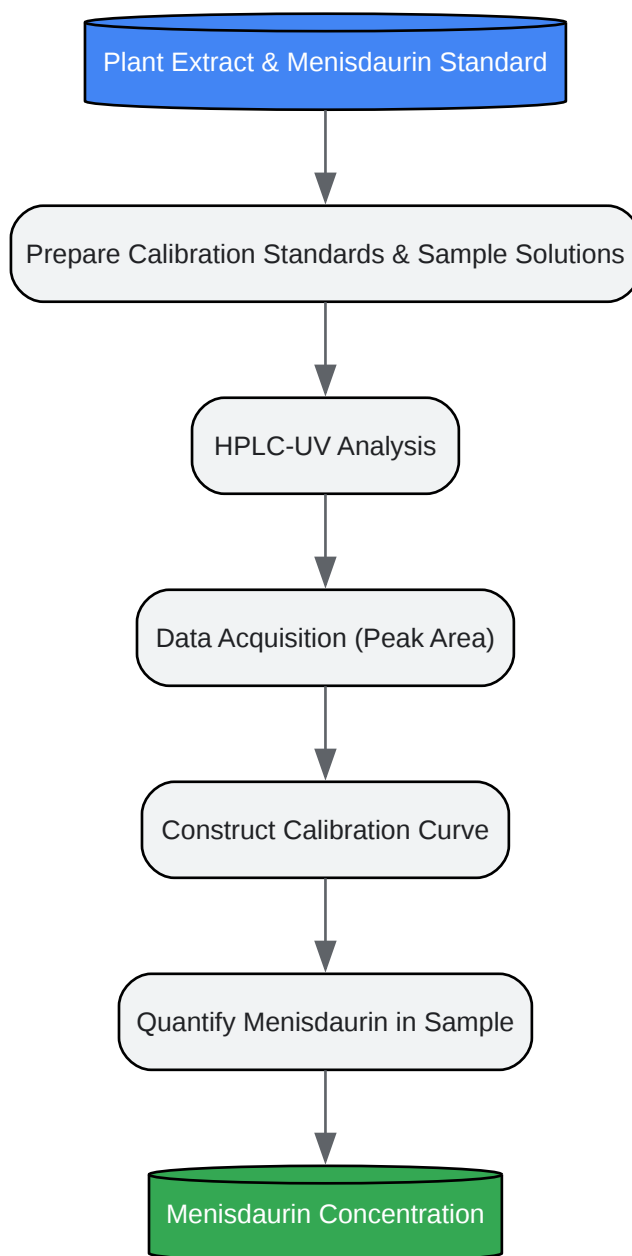 Plant Extract & Menisdaurin Standard
Prepare Calibration Standards & Sample Solutions
HPLC-UV Analysis
Data Acquisition (Peak Area)
Construct Calibration Curve
Quantify Menisdaurin in Sample
Menisdaurin Concentration